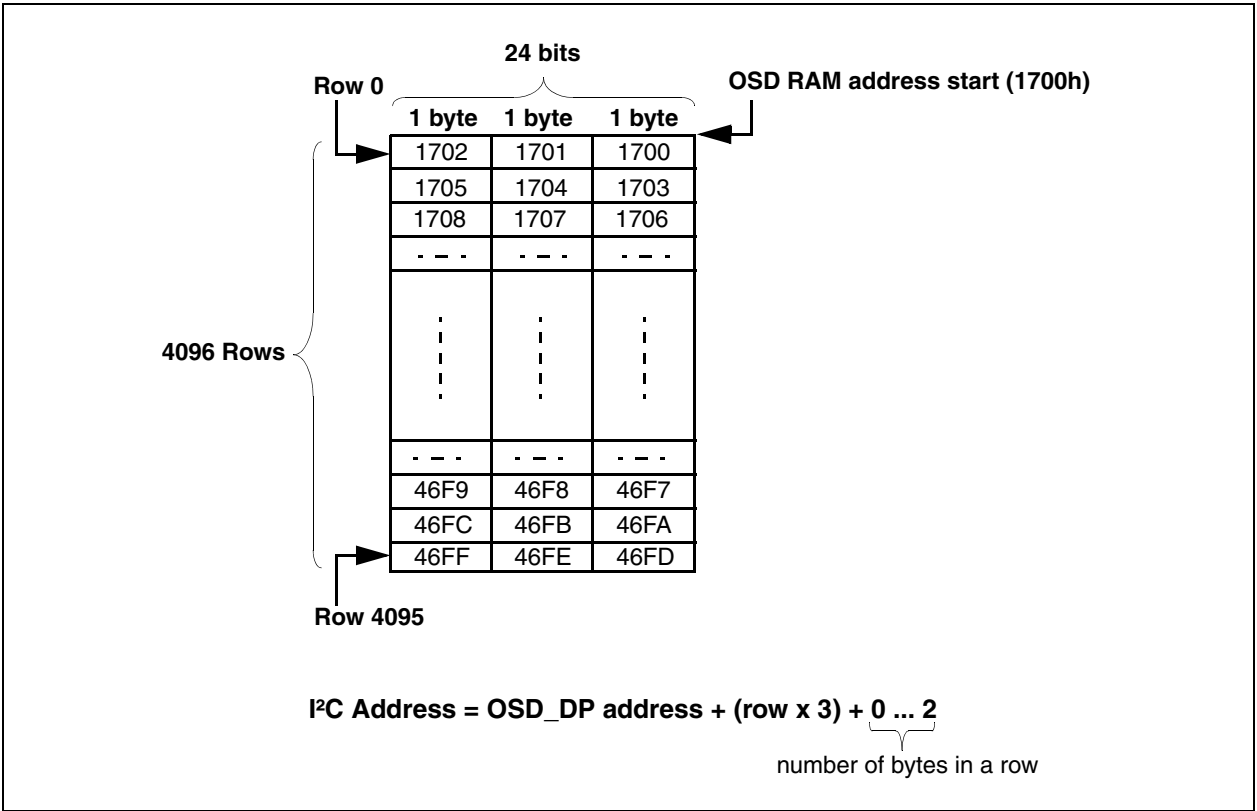 24 bits
Row 0
OSD RAM address start (1700h)
1 byte 1 byte 1 byte
1702 1701 1700
1705 1704 1703
1708 1707 1706
4096 Rows
46F9 46F8 46F7
46FC 46FB 46FA
46FF 46FE 46FD
Row 4095
I²C Address = OSD_DP address + (row x 3) + 0 ... 2
number of bytes in a row